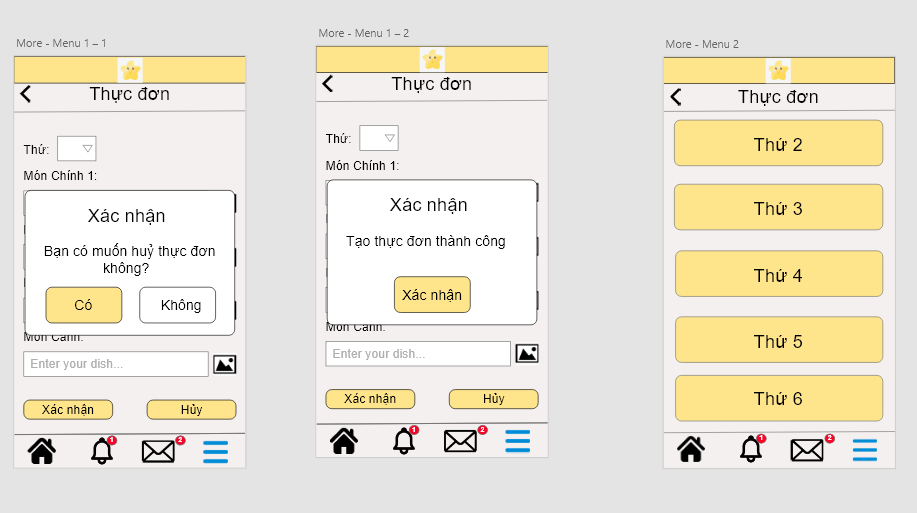 More - Menu 1 – 1
Thực đơn
Thứ:
Món Chính 1:
Xác nhận
Bạn có muốn huỷ thực đơn
không?
Có
Không
Món Canh:
Enter your dish...
Xác nhận
Hủy
1
2
More - Menu 1 – 2
Thực đơn
Thứ:
Món Chính 1:
Xác nhận
Tạo thực đơn thành công
Xác nhận
Món Canh:
Enter your dish...
Xác nhận
Hủy
1
2
More - Menu 2
Thực đơn
Thứ 2
Thứ 3
Thứ 4
Thứ 5
Thứ 6
1
2